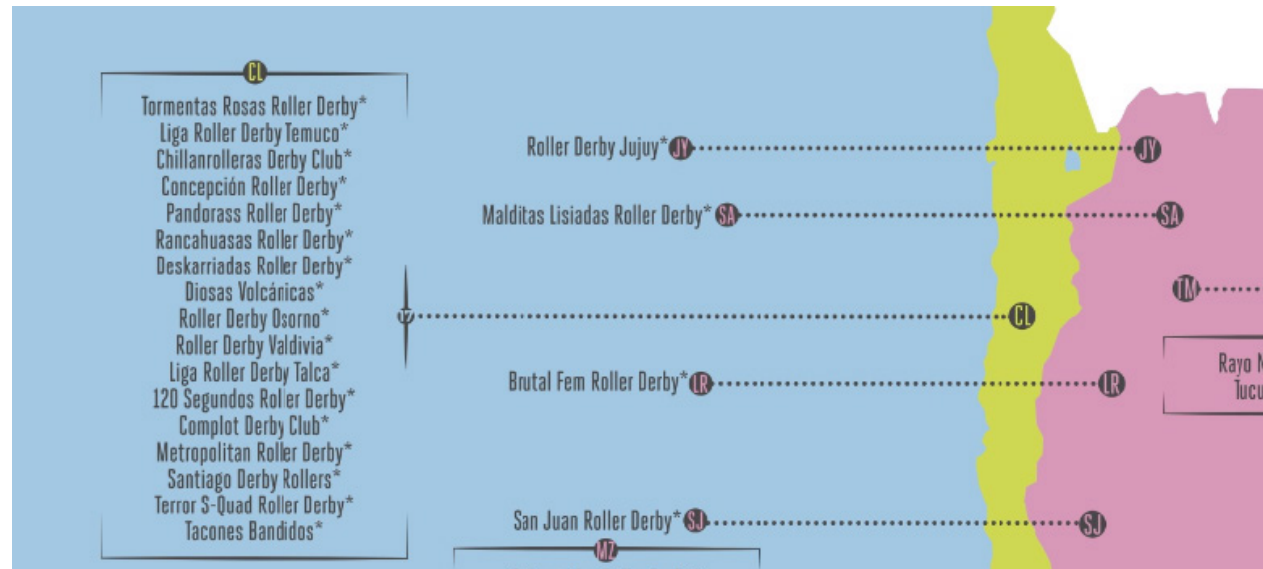 CL
Tormentas Rosas Roller Derby*
Liga Roller Derby Temuco*
Chillanrolleras Derby Club*
Concepción Roller Derby*
Pandorass Roller Derby*
Rancahuasas Roller Derby*
Deskarriadas Roller Derby*
Diosas Volcánicas*
Roller Derby Osorno*
Roller Derby Valdivia*
Liga Roller Derby Talca*
120 Segundos Roller Derby*
Complot Derby Club*
Metropolitan Roller Derby*
Santiago Derby Rollers*
Terror S-Quad Roller Derby*
Tacones Bandidos*
17
CL
Roller Derby Jujuy* JY
JY
Malditas Lisiadas Roller Derby* SA
SA
TM
Rayo
Brutal Fem Roller Derby* LR
LR
San Juan Roller Derby* SJ
SJ
MZ